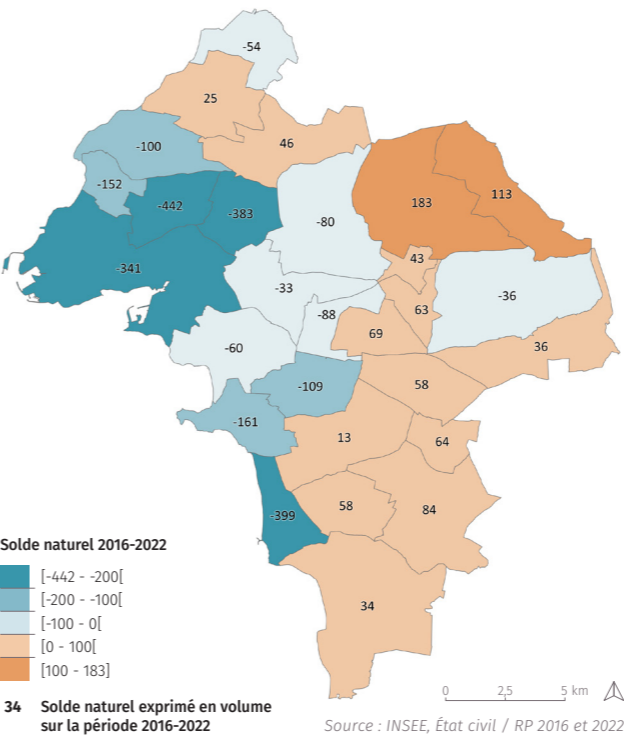 -54
25
46
-100
-152
-442
-383
183
113
-80
-341
43
-33
-36
63
-88
69
-60
36
-109
58
-161
13
64
-399
58
84
34
Solde naturel 2016-2022
[-442 - -200[
[-200 - -100[
[-100 - 0[
[0 - 100[
[100 - 183]
34 Solde naturel exprimé en volume
sur la période 2016-2022
0 2,5 5 km
Source : INSEE, État civil / RP 2016 et 2022